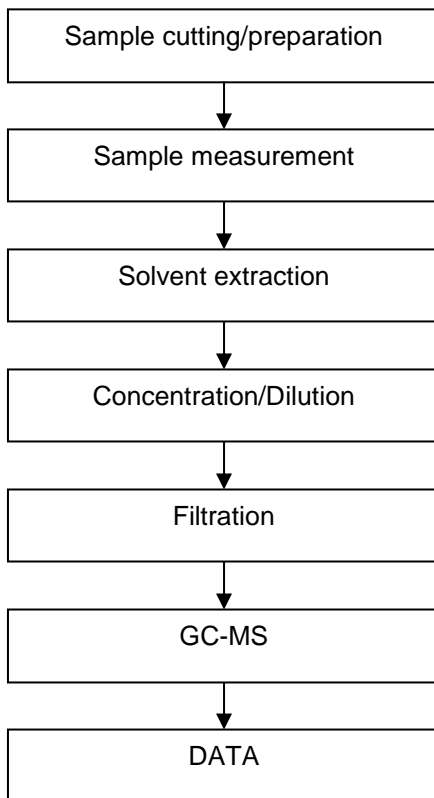 Sample cutting/preparation
Sample measurement
Solvent extraction
Concentration/Dilution
Filtration
GC-MS
DATA